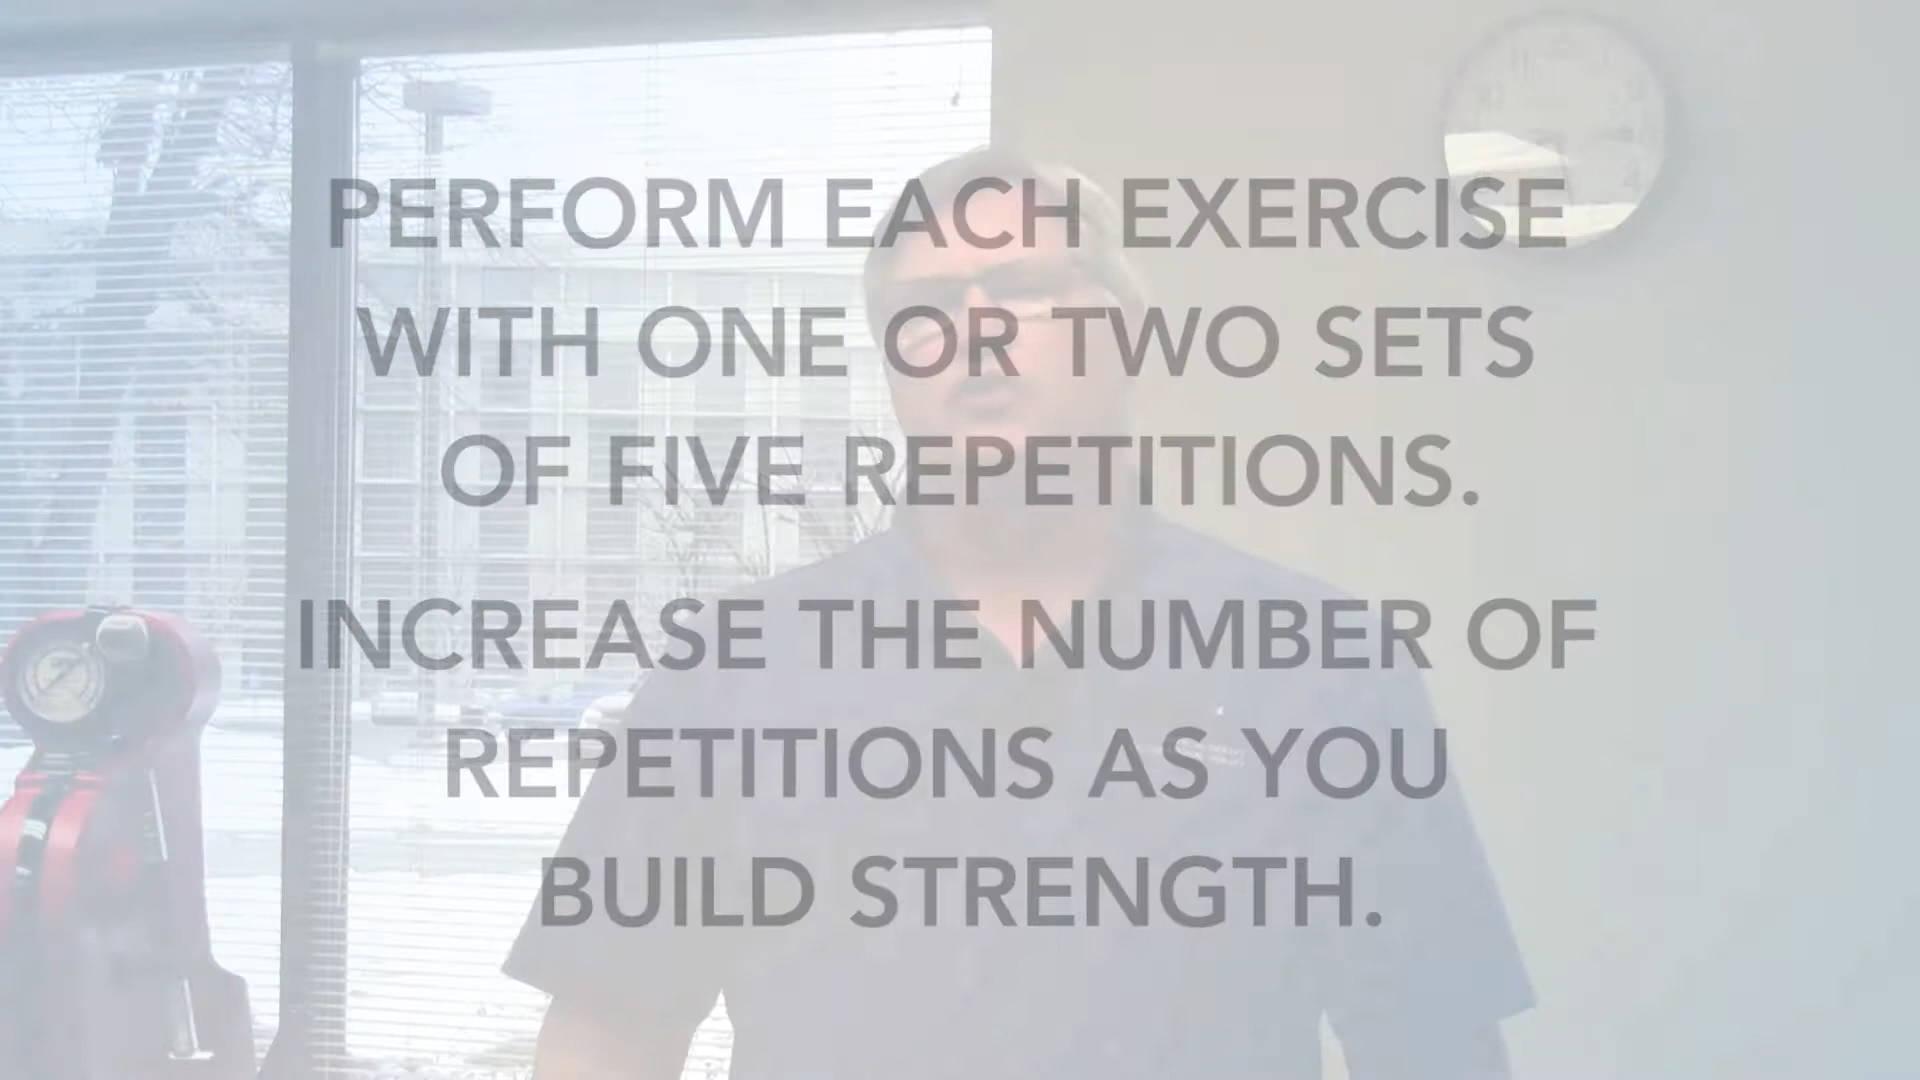 PERFORM EACH EXERCISE
WITH ONE OR TWO SETS
OF FIVE REPETITIONS.
INCREASE THE NUMBER OF
REPETITIONS AS YOU
BUILD STRENGTH.